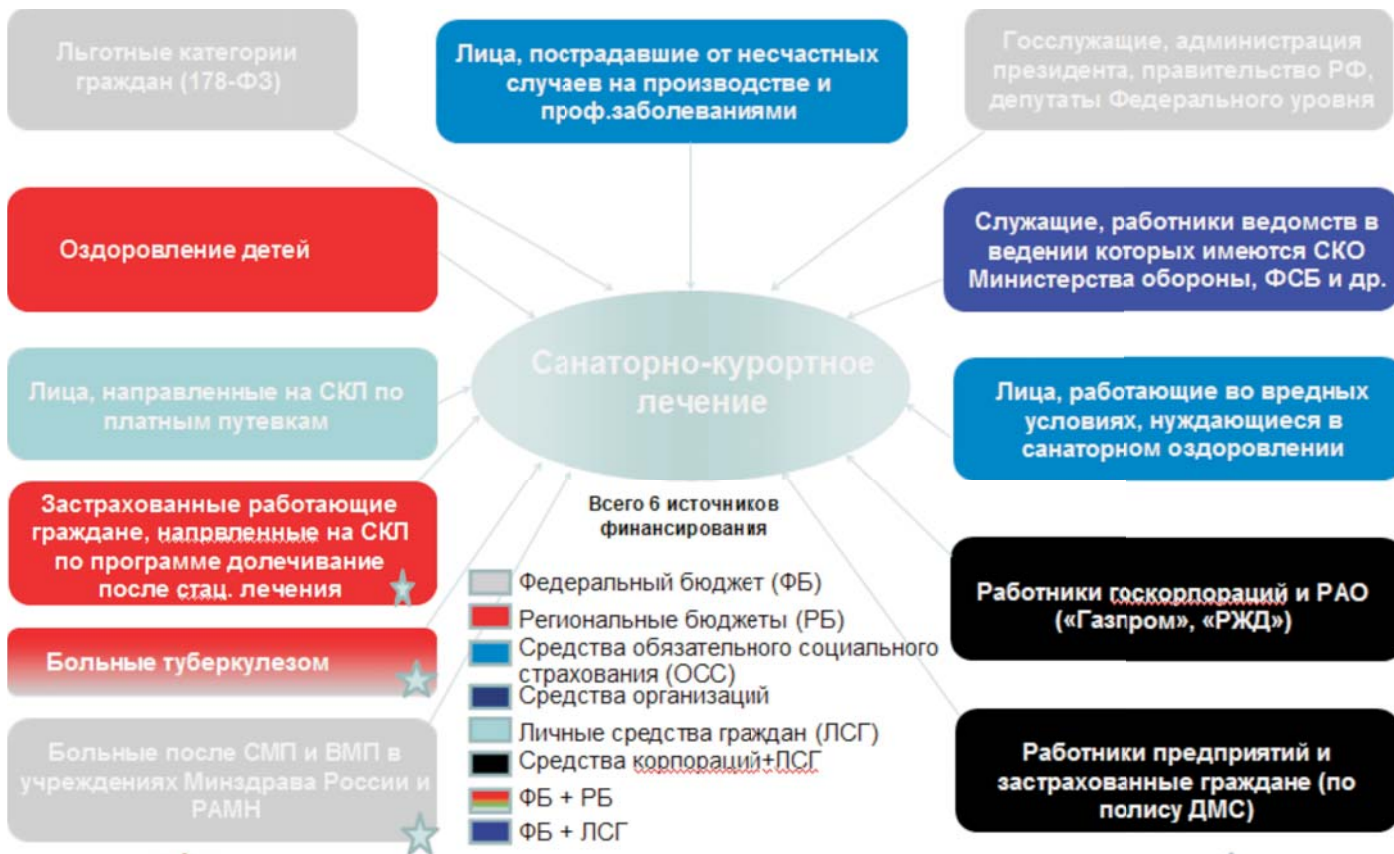 Льготные категории
граждан (178-ФЗ)
Лица, пострадавшие от несчастных
случаев на производстве и
проф.заболеваниями
Госслужащие, администрация
президента, правительство РФ,
депутаты Федерального уровня
Оздоровление детей
Служащие, работники ведомств в
ведении которых имеются СКО
Министерства обороны, ФСБ и др.
Санаторно-курортное
лечение
Лица, направленные на СКЛ по
платным путевкам
Лица, работающие во вредных
условиях, нуждающиеся в
санаторном оздоровлении
Застрахованные работающие
граждане, напрвленные на СКЛ
по программе долечивание
после стац. лечения
Всего 6 источников
финансирования
Работники госкорпораций и РАО
(«Газпром», «РЖД»)
Больные туберкулезом
Больные после СМП и ВМП в
учреждениях Минздрава России и
РАМН
Работники предприятий и
застрахованные граждане (по
полису ДМС)
Федеральный бюджет (ФБ)
Региональные бюджеты (РБ)
Средства обязательного социального
страхования (ОСС)
Средства организаций
Личные средства граждан (ЛСГ)
Средства корпораций+ЛСГ
ФБ + РБ
ФБ + ЛСГ